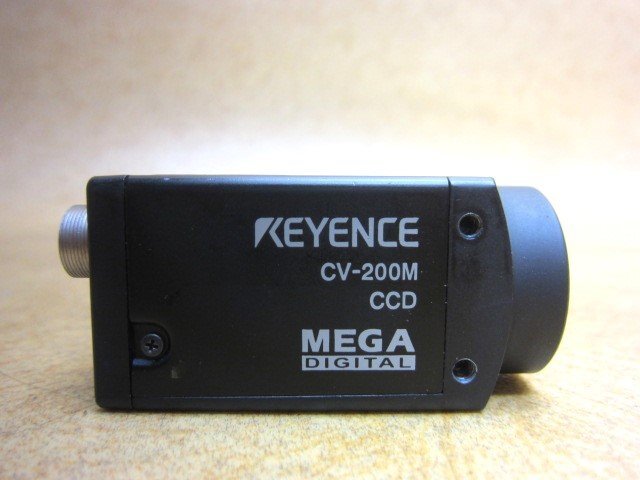 KEYENCE
CV-200M
CCD
MEGA
DIGITAL